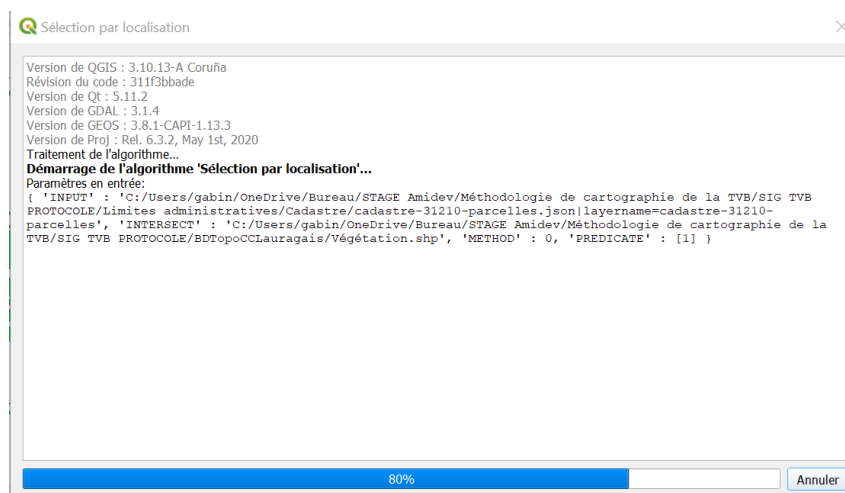 Sélection par localisation
Version de QGIS : 3.10.13-A Coruña
Révision du code : 311f3bbade
Version de Qt : 5.11.2
Version de GDAL : 3.1.4
Version de GEOS : 3.8.1-CAPI-1.13.3
Version de Proj : Rel. 6.3.2, May 1st, 2020
Traitement de l'algorithme...
Démarrage de l'algorithme 'Sélection par localisation'...
Paramètres en entrée:
{ 'INPUT' : 'C:/Users/gabin/OneDrive/Bureau/STAGE Amidev/Méthodologie de cartographie de la TVB/SIG TVB
PROTOCOLE/Limites administratives/Cadastre/cadastre-31210-parcelles.json|layername=cadastre-31210-
parcelles', 'INTERSECT' : 'C:/Users/gabin/OneDrive/Bureau/STAGE Amidev/Méthodologie de cartographie de la
TVB/SIG TVB PROTOCOLE/BDTopoCCLauragais/Végétation.shp', 'METHOD' : 0, 'PREDICATE' : [1] }
80%
Annuler